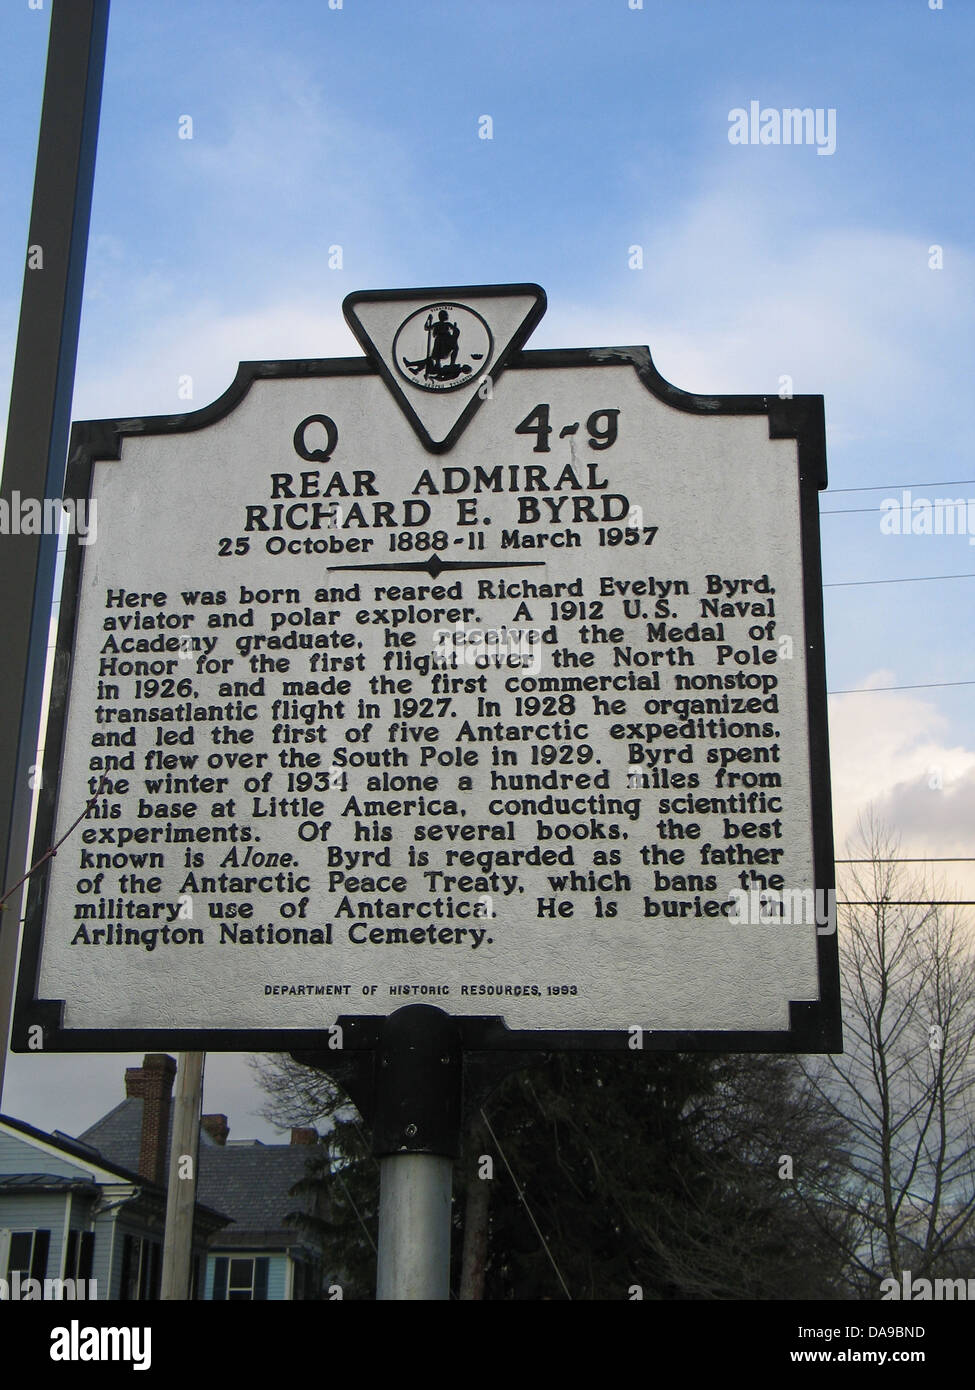 alamy
Q 4-g
REAR ADMIRAL
RICHARD E. BYRD
25 October 1888-11 March 1957
Here was born and reared Richard Evelyn Byrd,
aviator and polar explorer. A 1912 U.S. Naval
Academy graduate, he received the Medal of
Honor for the first flight over the North Pole
in 1926, and made the first commercial nonstop
transatlantic flight in 1927. In 1928 he organized
and led the first of five Antarctic expeditions,
and flew over the South Pole in 1929. Byrd spent
the winter of 1934 alone a hundred miles from
his base at Little America, conducting scientific
experiments. Of his several books, the best
known is Alone. Byrd is regarded as the father
of the Antarctic Peace Treaty, which bans the
military use of Antarctica. He is buried in
Arlington National Cemetery.
DEPARTMENT OF HISTORIC RESOURCES, 1993
alamy
Image ID: DA9BND
www.alamy.com